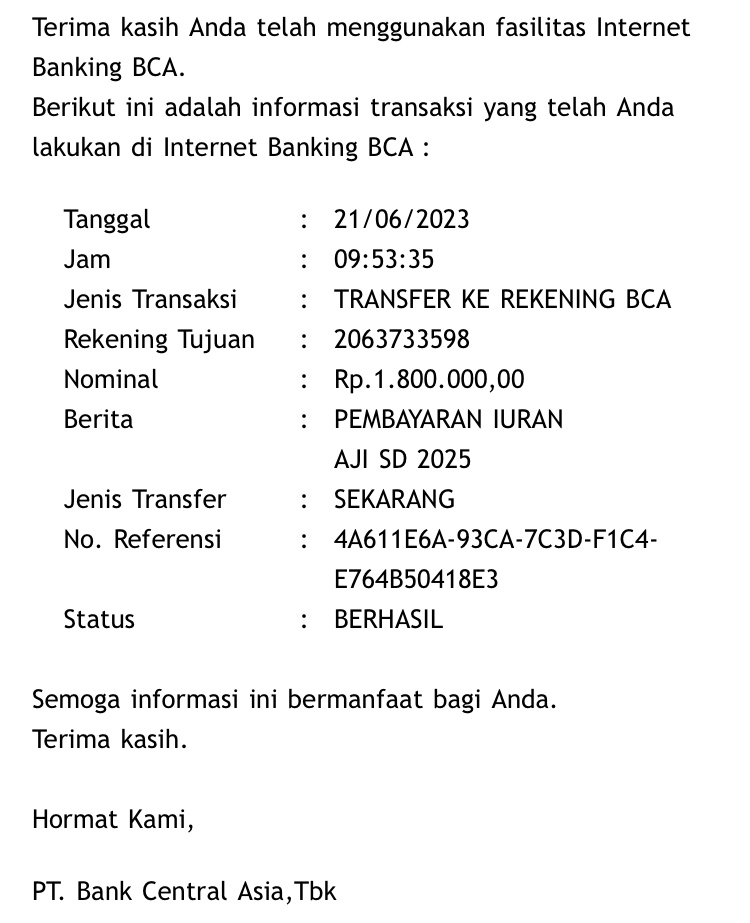 Terima kasih Anda telah menggunakan fasilitas Internet
Banking BCA.
Berikut ini adalah informasi transaksi yang telah Anda
lakukan di Internet Banking BCA :
Tanggal : 21/06/2023
Jam : 09:53:35
Jenis Transaksi : TRANSFER KE REKENING BCA
Rekening Tujuan : 2063733598
Nominal : Rp.1.800.000,00
Berita : PEMBAYARAN IURAN
AJI SD 2025
Jenis Transfer : SEKARANG
No. Referensi : 4A611E6A-93CA-7C3D-F1C4-
E764B50418E3
Status : BERHASIL
Semoga informasi ini bermanfaat bagi Anda.
Terima kasih.
Hormat Kami,
PT. Bank Central Asia,Tbk